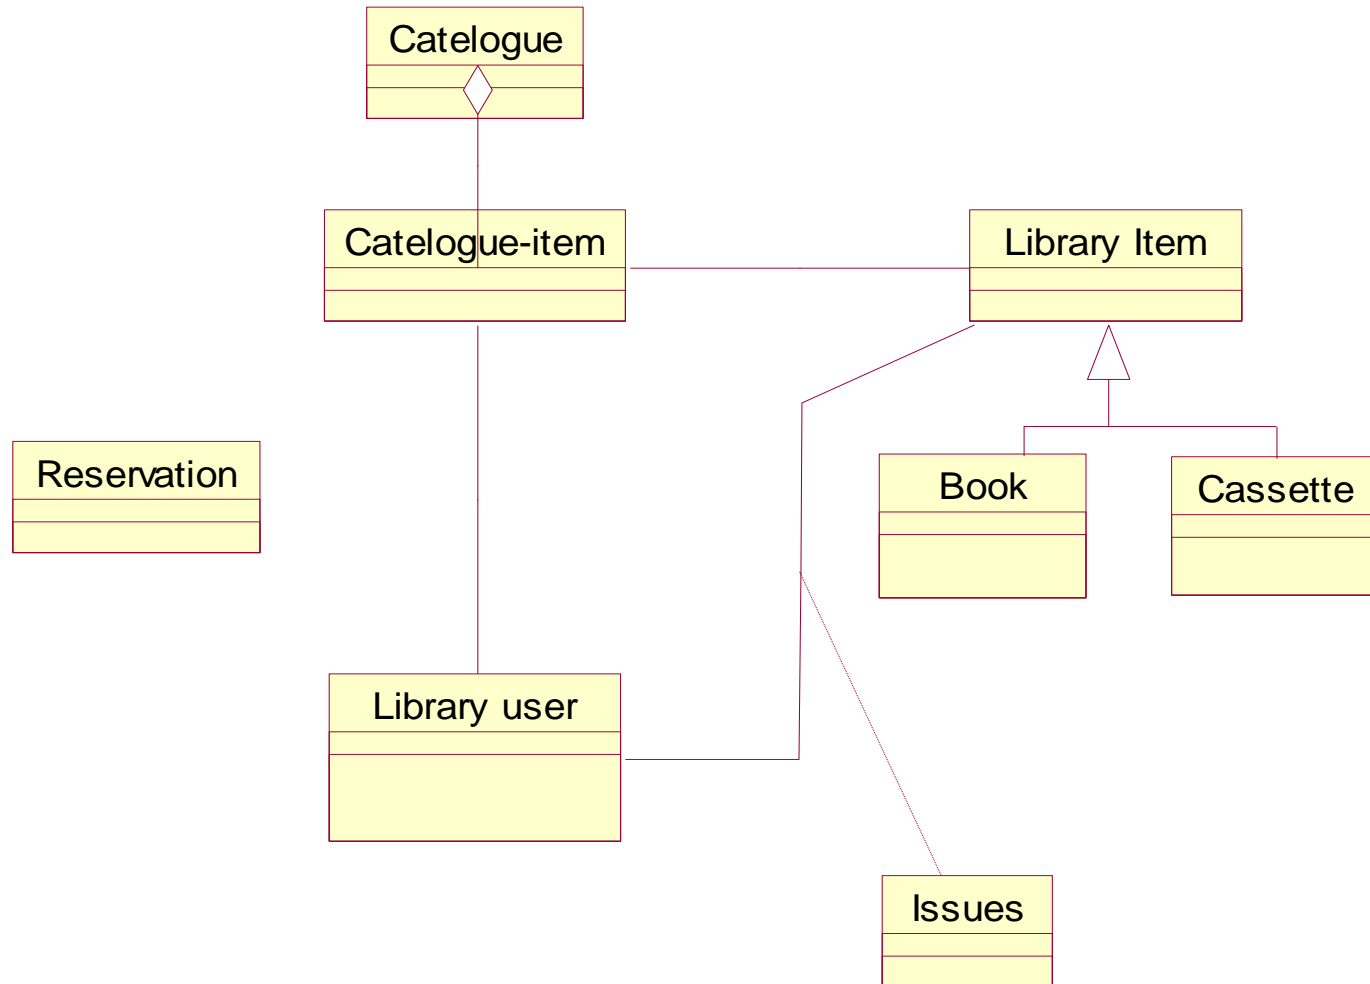 Catelogue
Catelogue-item
Library Item
Reservation
Book
Cassette
Library user
Issues